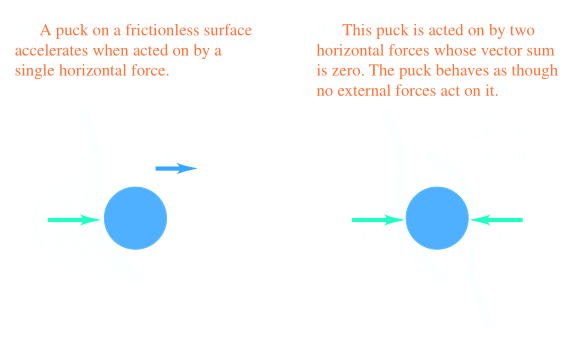 A puck on a frictionless surface
accelerates when acted on by a
single horizontal force.
This puck is acted on by two
horizontal forces whose vector sum
is zero. The puck behaves as though
no external forces act on it.